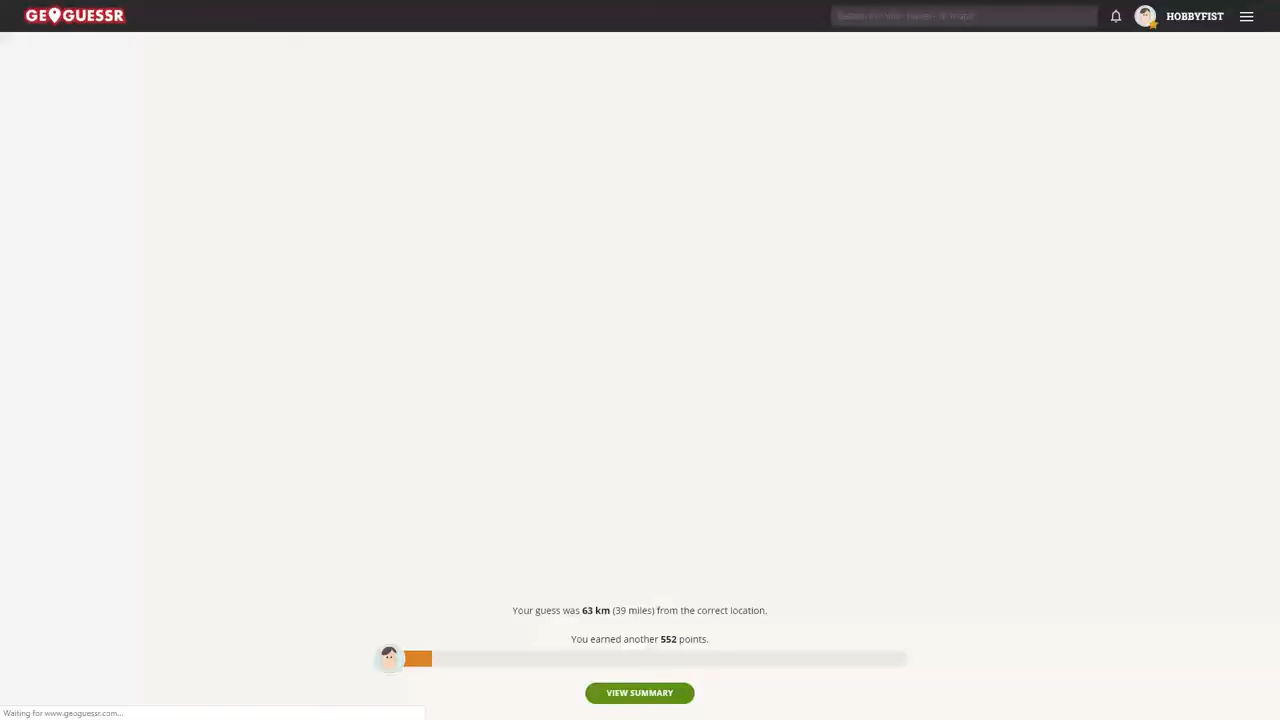 GEOGUESSR
HOBBYFIST
Your guess was 63 km (39 miles) from the correct location.
You earned another 552 points.
VIEW SUMMARY
Waiting for www.geoguessr.com...